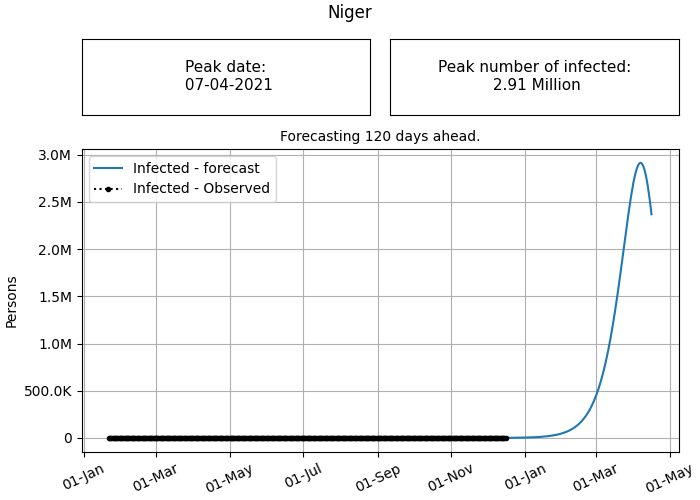 Niger
Peak date:
07-04-2021
Peak number of infected:
2.91 Million
Forecasting 120 days ahead.
Infected - forecast
Infected - Observed
3.0M
2.5M
2.0M
1.5M
1.0M
500.0K
0
Persons
01-Jan
01-Mar
01-May
01-Jul
01-Sep
01-Nov
01-Jan
01-Mar
01-May